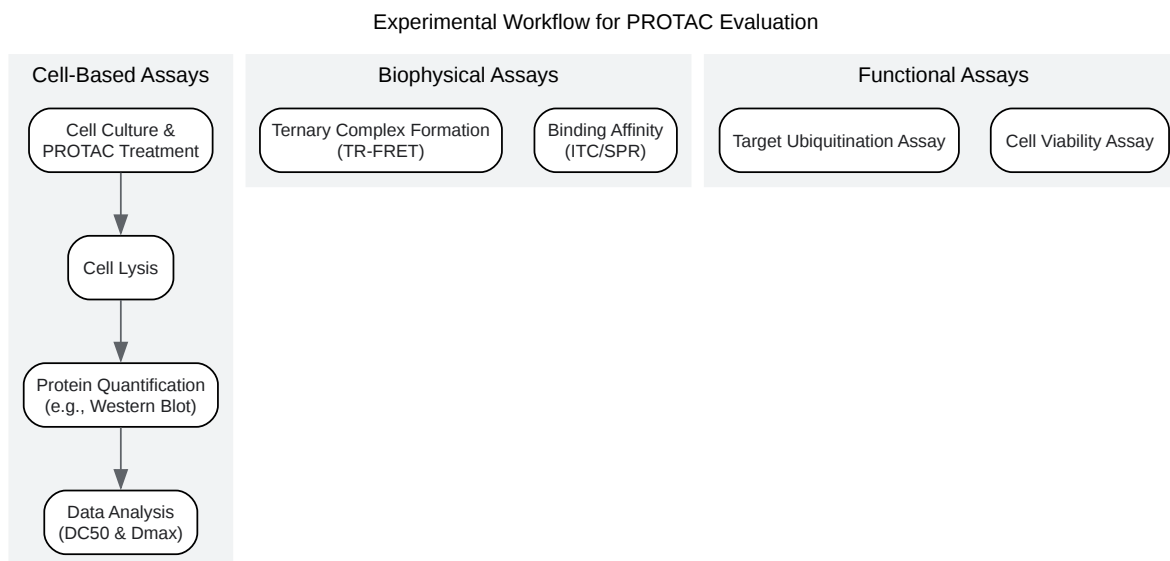 Experimental Workflow for PROTAC Evaluation
Cell-Based Assays
Cell Culture &
PROTAC Treatment
Cell Lysis
Protein Quantification
(e.g., Western Blot)
Data Analysis
(DC50 & Dmax)
Biophysical Assays
Ternary Complex Formation
(TR-FRET)
Binding Affinity
(ITC/SPR)
Functional Assays
Target Ubiquitination Assay
Cell Viability Assay